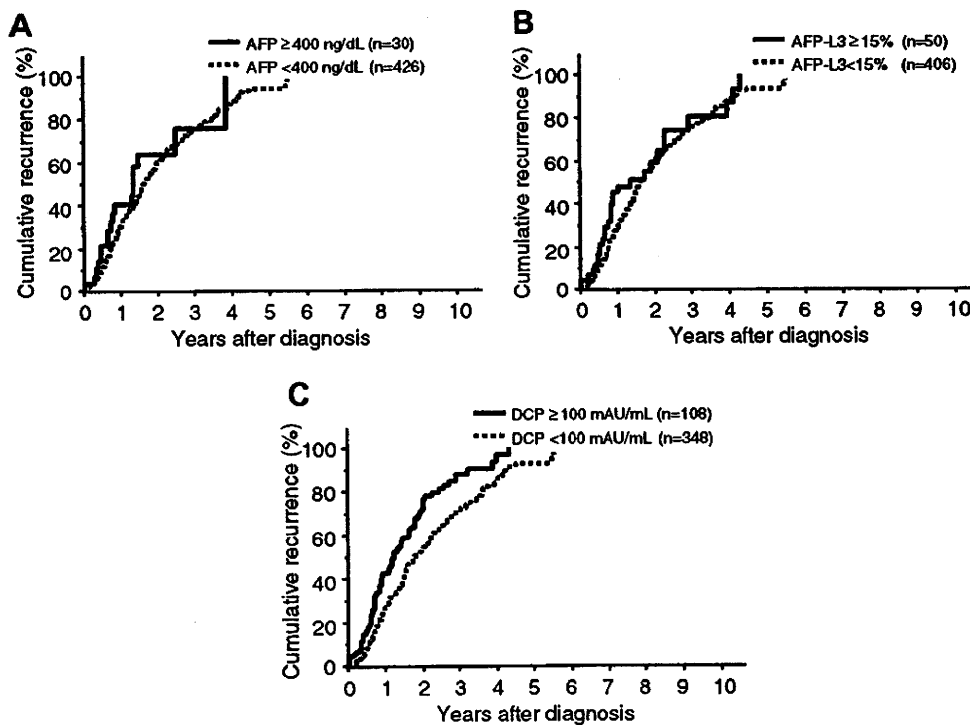 A
AFP ≥ 400 ng/dL (n=30)
AFP <400 ng/dL (n=426)
Cumulative recurrence (%)
100
80
60
40
20
0
0 1 2 3 4 5 6 7 8 9 10
Years after diagnosis
B
AFP-L3 ≥ 15% (n=50)
AFP-L3<15% (n=406)
Cumulative recurrence (%)
100
80
60
40
20
0
0 1 2 3 4 5 6 7 8 9 10
Years after diagnosis
C
DCP ≥ 100 mAU/mL (n=108)
DCP <100 mAU/mL (n=348)
Cumulative recurrence (%)
100
80
60
40
20
0
0 1 2 3 4 5 6 7 8 9 10
Years after diagnosis